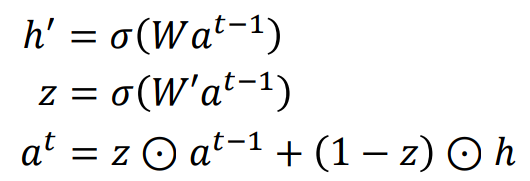 h′ = σ(Wa^{t−1})
z = σ(W′a^{t−1})
a^t = z ⊙ a^{t−1} + (1 − z) ⊙ h